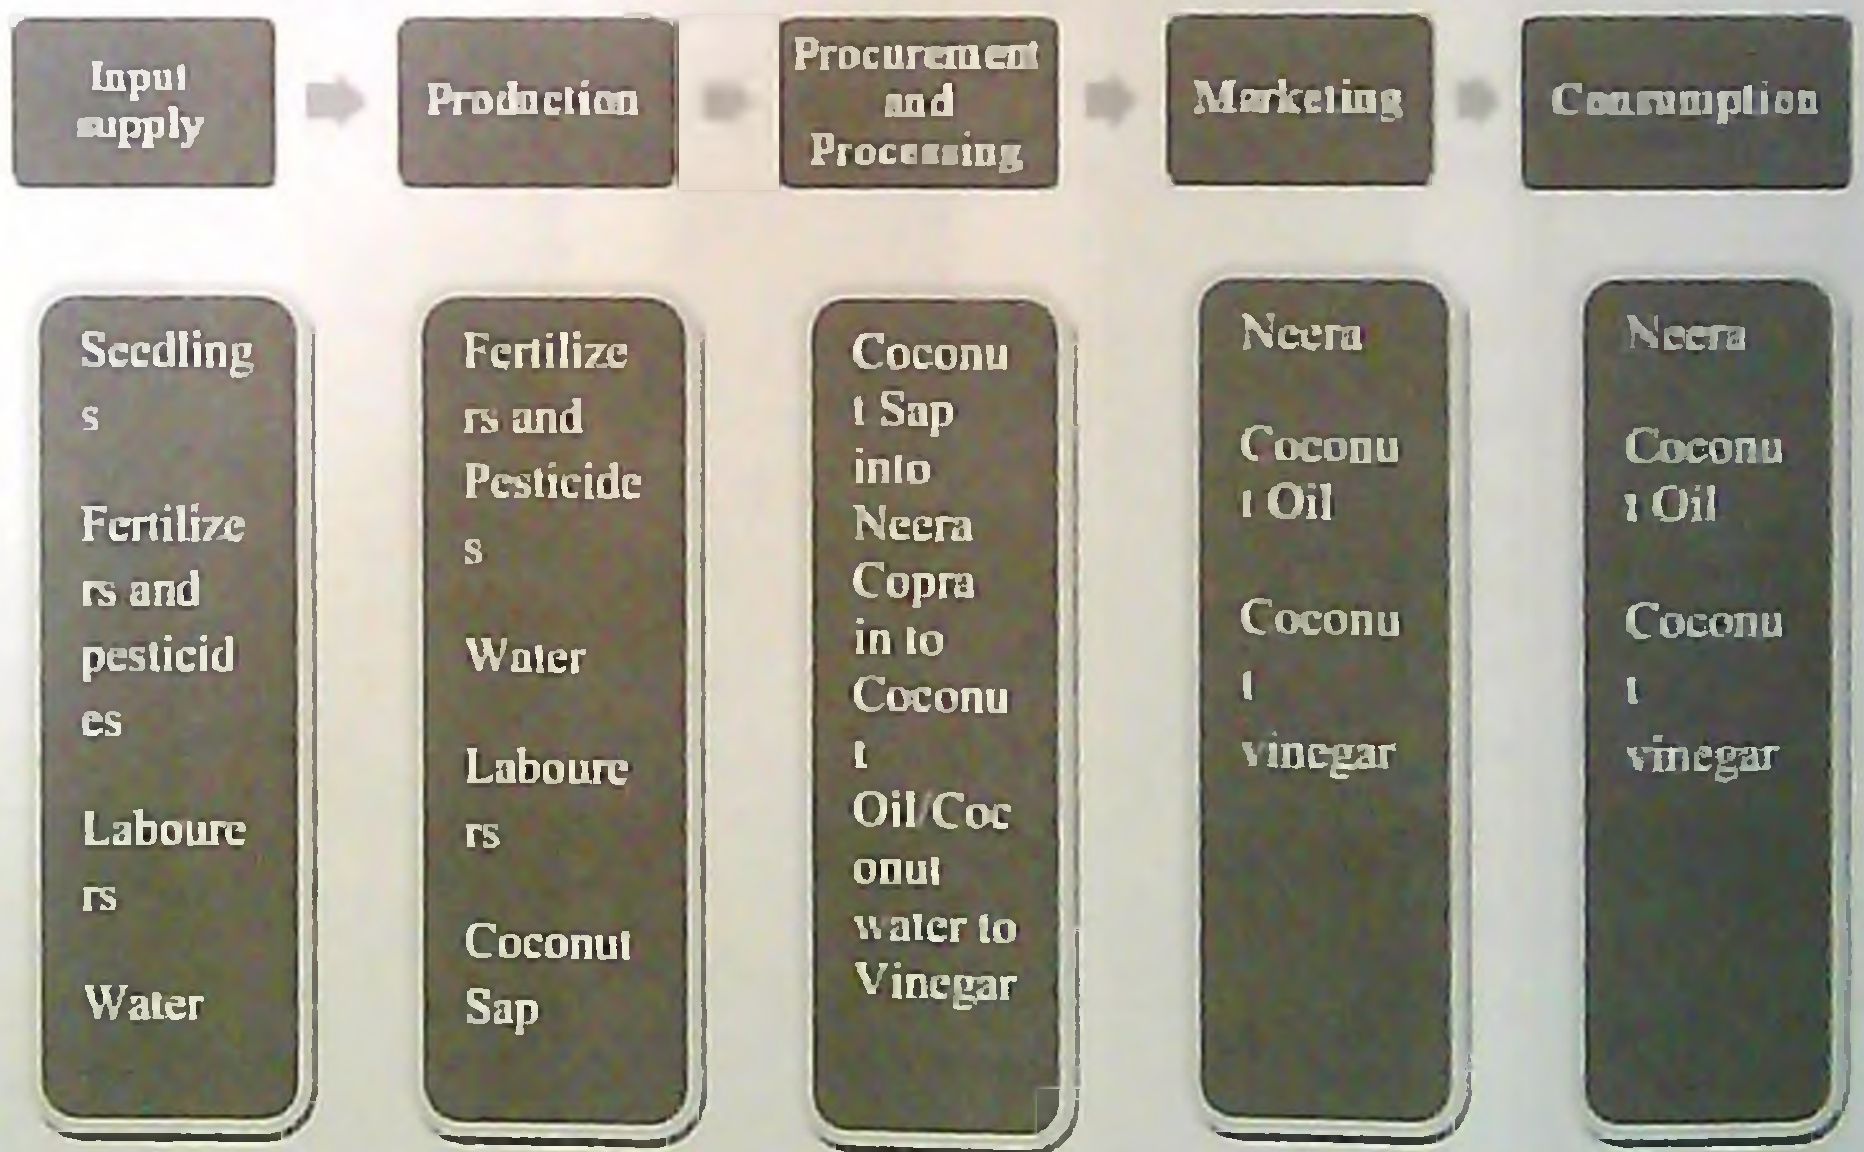 Input
supply
Production
Procurement
and
Processing
Marketing
Consumption
Seedling
s
Fertilize
rs and
pesticid
es
Laboure
rs
Water
Fertilize
rs and
Pesticide
s
Water
Laboure
rs
Coconut
Sap
Coconu
t Sap
into
Neera
Copra
in to
Coconu
t
Oil/Coc
onut
water to
Vinegar
Neera
Coconu
t Oil
Coconu
t
vinegar
Neera
Coconu
t Oil
Coconu
t
vinegar